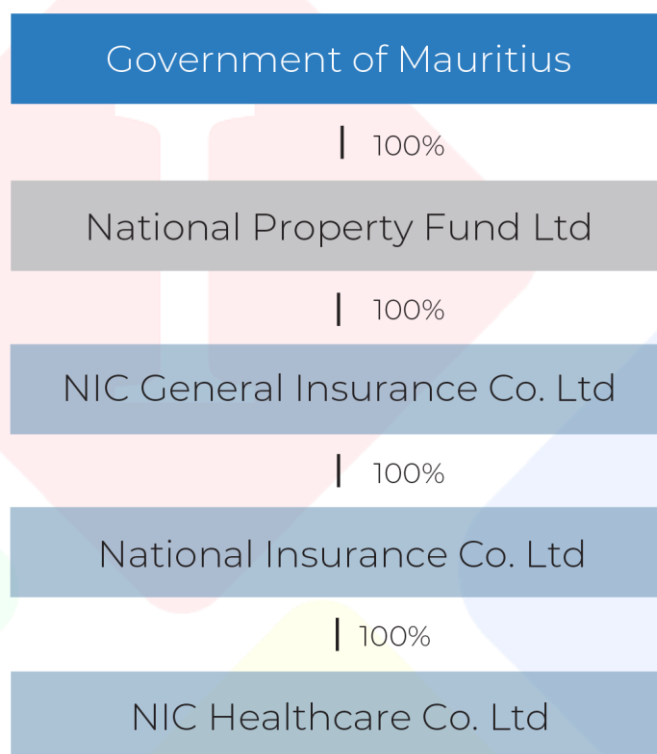 Government of Mauritius
100%
National Property Fund Ltd
100%
NIC General Insurance Co. Ltd
100%
National Insurance Co. Ltd
100%
NIC Healthcare Co. Ltd